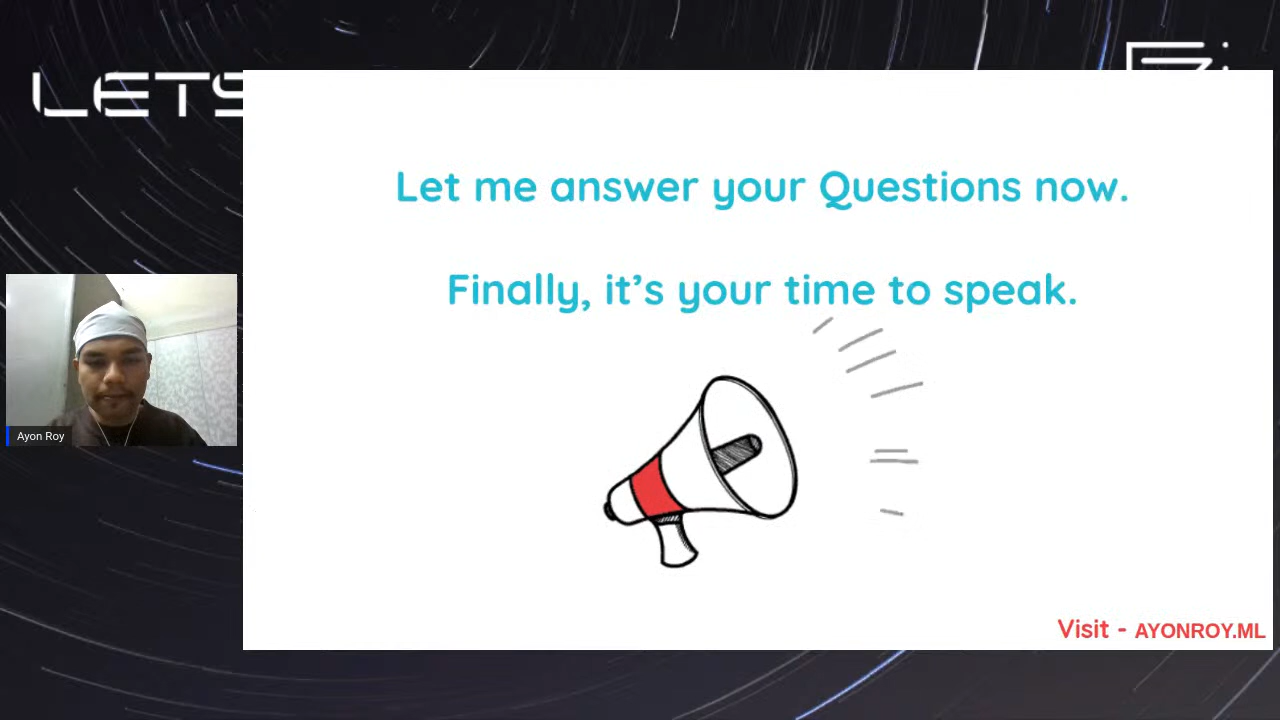 LETS
Let me answer your Questions now.
Finally, it's your time to speak.
Ayon Roy
Visit - AYONROY.ML